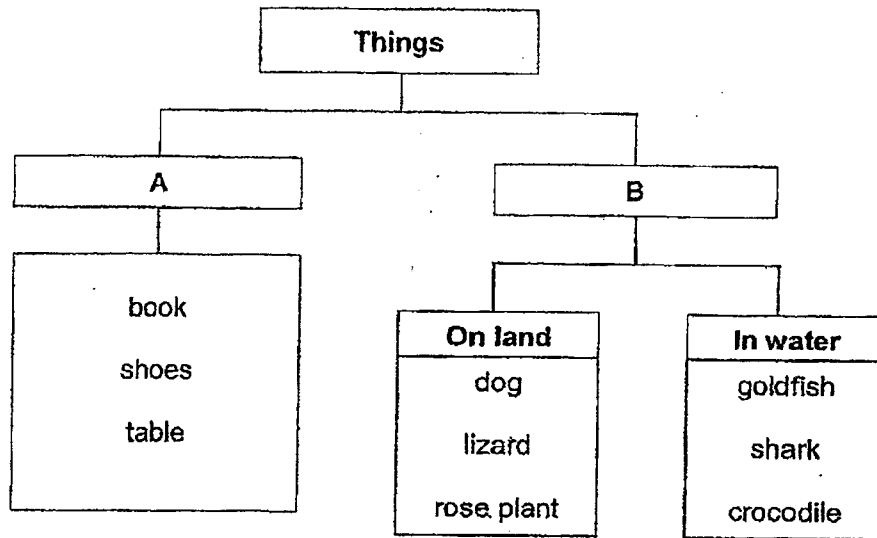 Things
A
book
shoes
table
B
On land
dog
lizard
rose plant
In water
goldfish
shark
crocodile